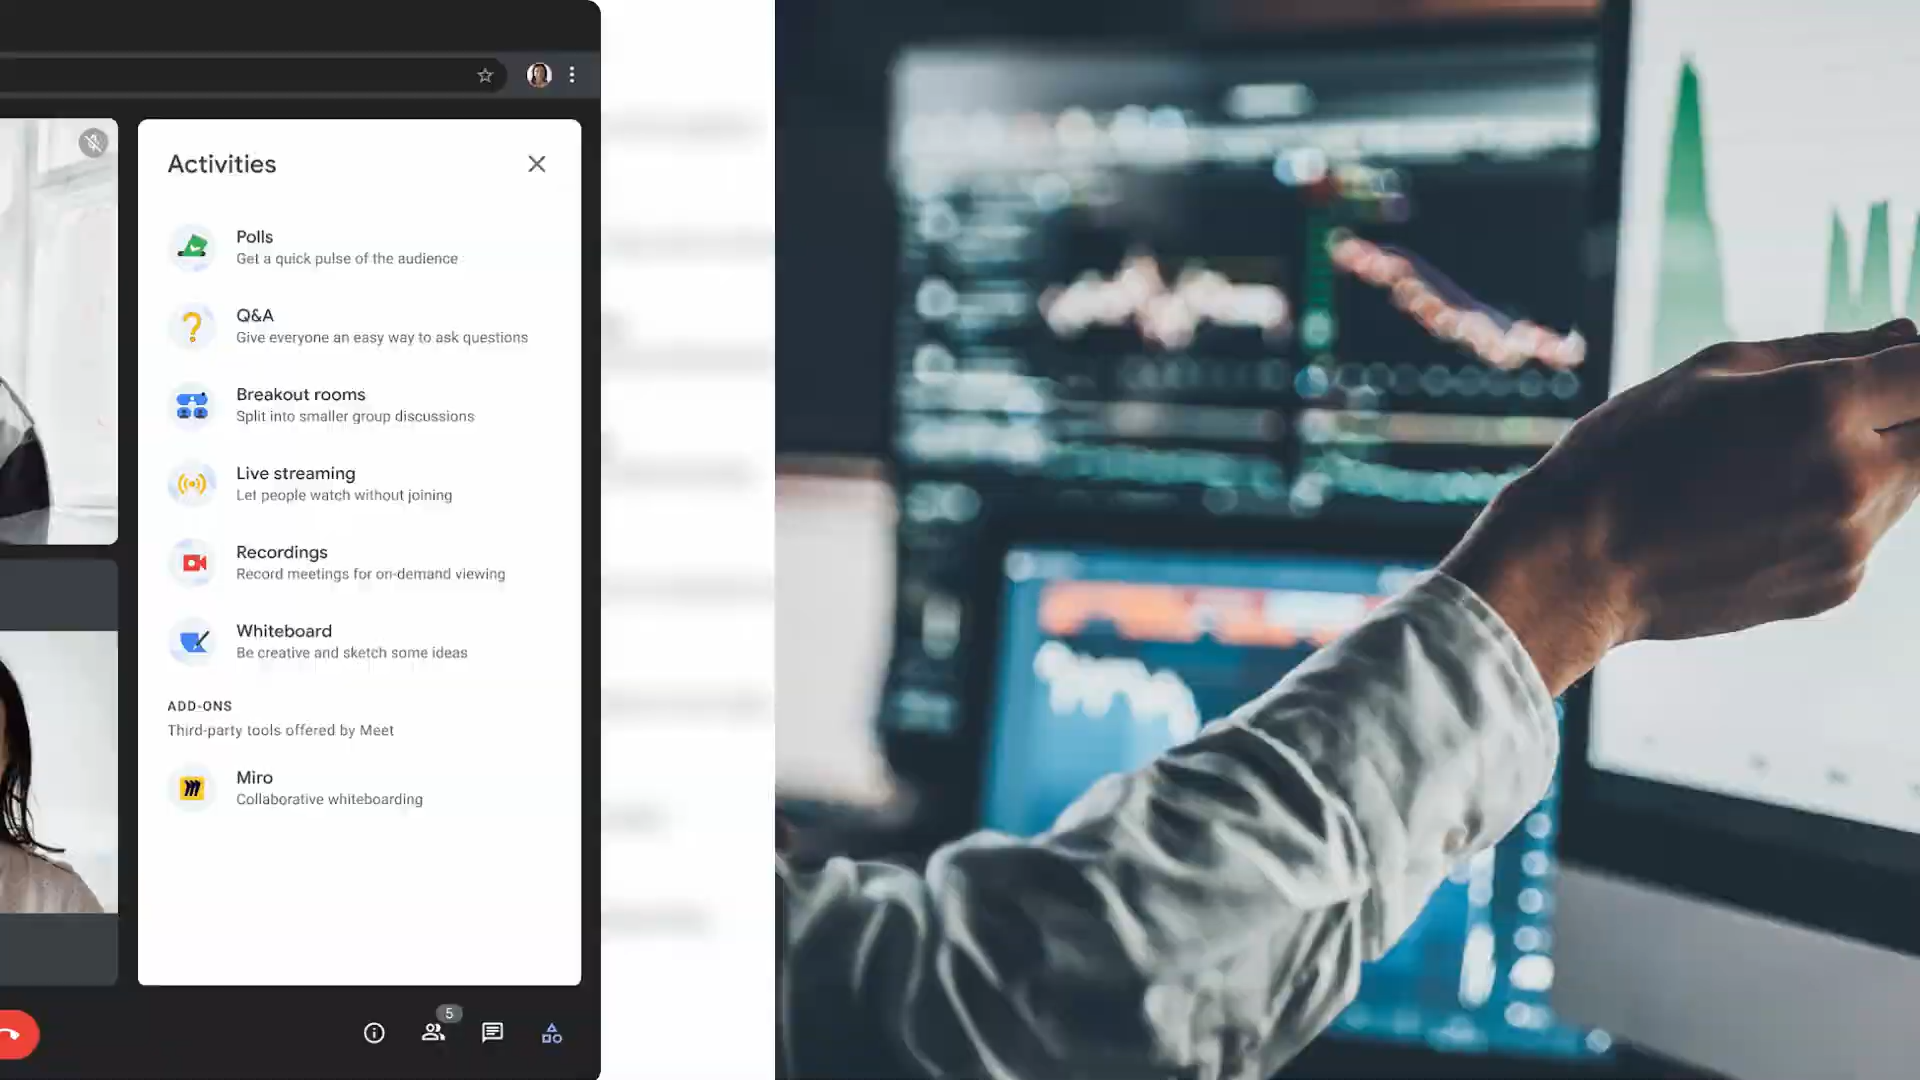 Activities
Polls
Get a quick pulse of the audience
Q&A
Give everyone an easy way to ask questions
Breakout rooms
Split into smaller group discussions
Live streaming
Let people watch without joining
Recordings
Record meetings for on-demand viewing
Whiteboard
Be creative and sketch some ideas
ADD-ONS
Third-party tools offered by Meet
Miro
Collaborative whiteboarding
5